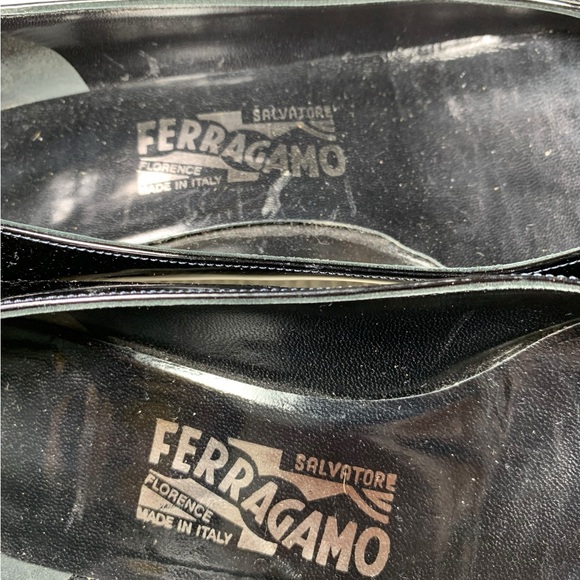 SALVATORE
FERRAGAMO
FLORENCE
MADE IN ITALY
SALVATORE
FERRAGAMO
FLORENCE
MADE IN ITALY